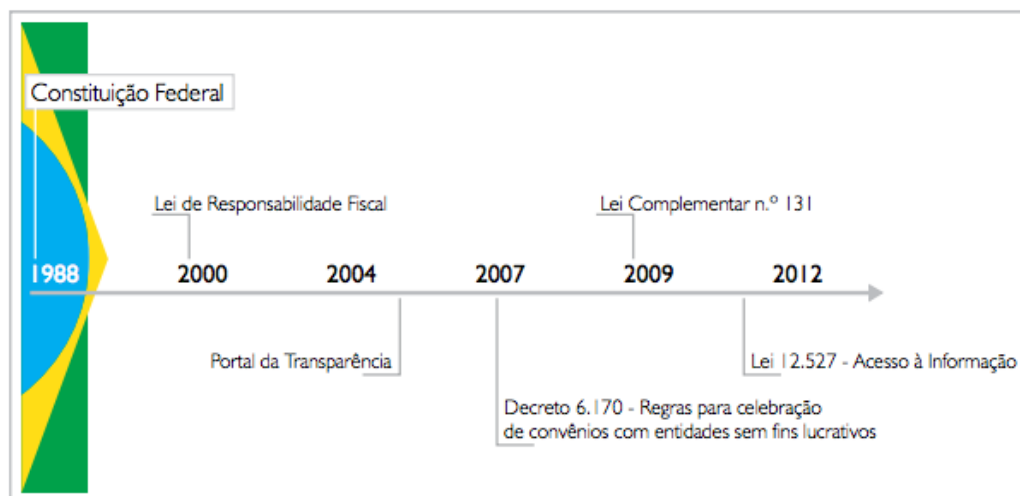 Constituição Federal
Lei de Responsabilidade Fiscal
Lei Complementar n.º 131
1988
2000
2004
2007
2009
2012
Portal da Transparência
Lei 12.527 - Acesso à Informação
Decreto 6.170 - Regras para celebração
de convênios com entidades sem fins lucrativos